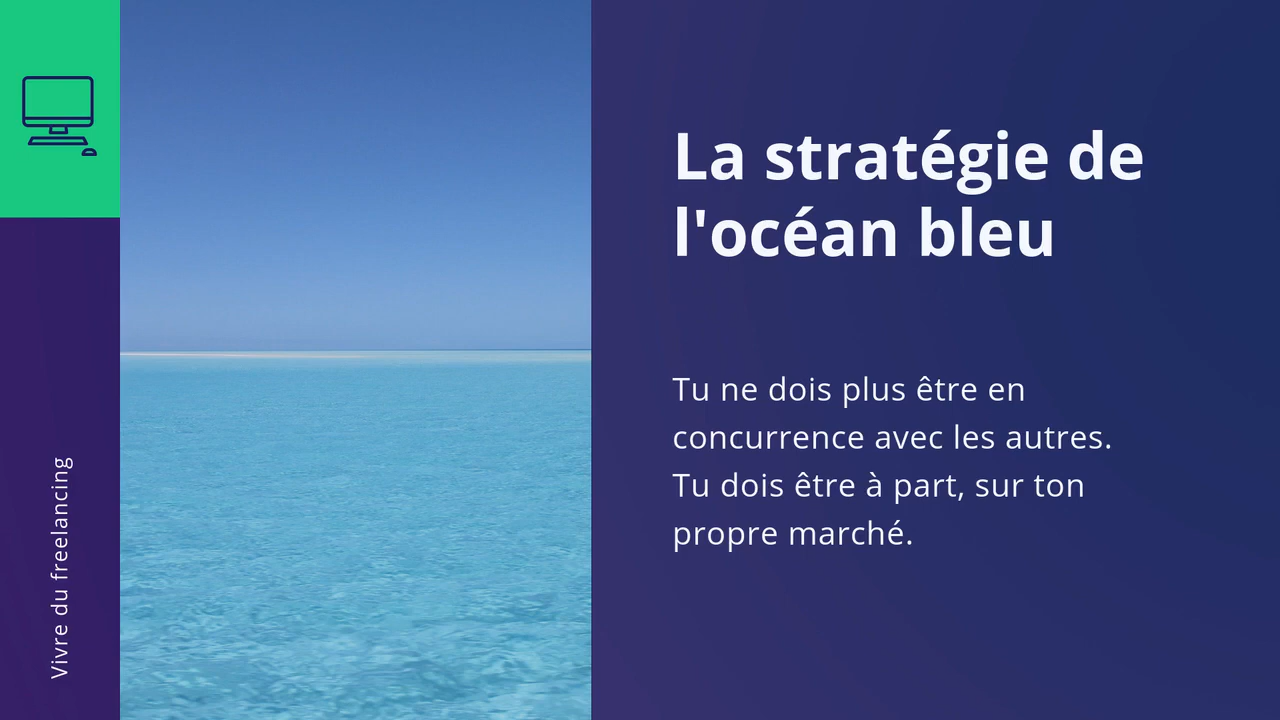 La stratégie de
l'océan bleu
Tu ne dois plus être en
concurrence avec les autres.
Tu dois être à part, sur ton
propre marché.
Vivre du freelancing